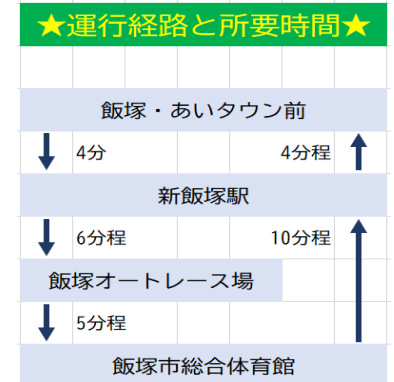 ★運行経路と所要時間★
飯塚・あいタウン前
4分 4分程
新飯塚駅
6分程 10分程
飯塚オートレース場
5分程
飯塚市総合体育館